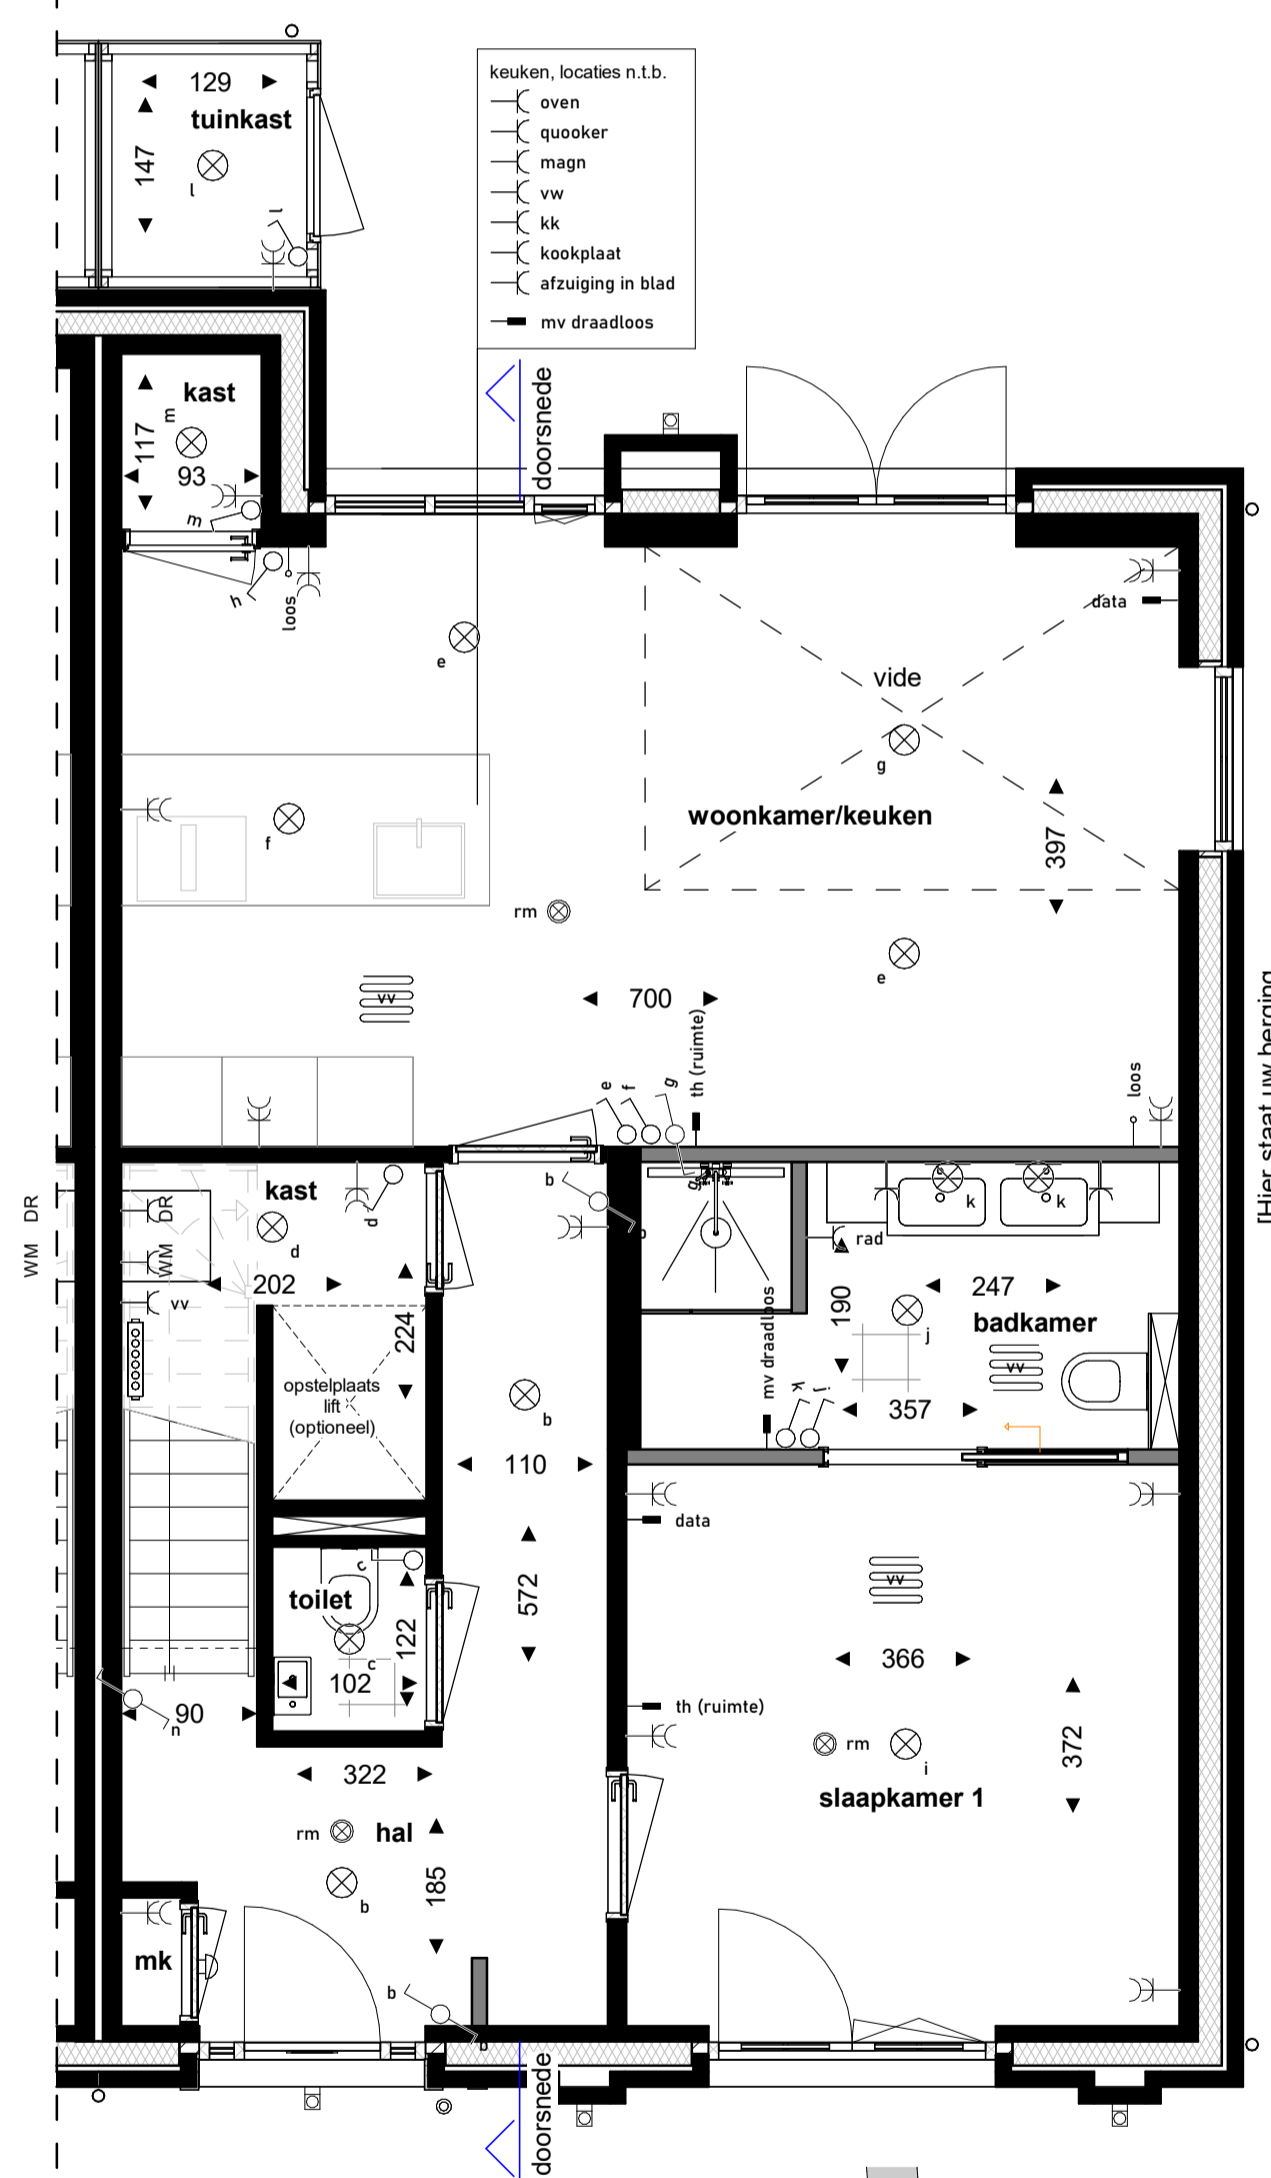 129
tuinkast
147
l
l
keuken, locaties n.t.b.
oven
quooker
magn
vw
kk
kookplaat
afzuiging in blad
mv draadloos
doorsnede
kast
m
117
93
m
h
loos
e
data
vide
g
woonkamer/keuken
397
f
rm
e
vv
700
th (ruimte)
e
f
g
loos
kast
b
g
k
k
WM DR
WM DR
d
d
b
rad
202
vv
224
190
247
badkamer
j
mv draadloos
vv
opstelplaats
lift
(optioneel)
b
k
j
357
110
data
572
toilet
c
122
c
102
vv
366
th (ruimte)
372
90
n
rm
i
322
slaapkamer 1
rm
hal
b
185
mk
b
b
doorsnede
[Hier staat uw berging